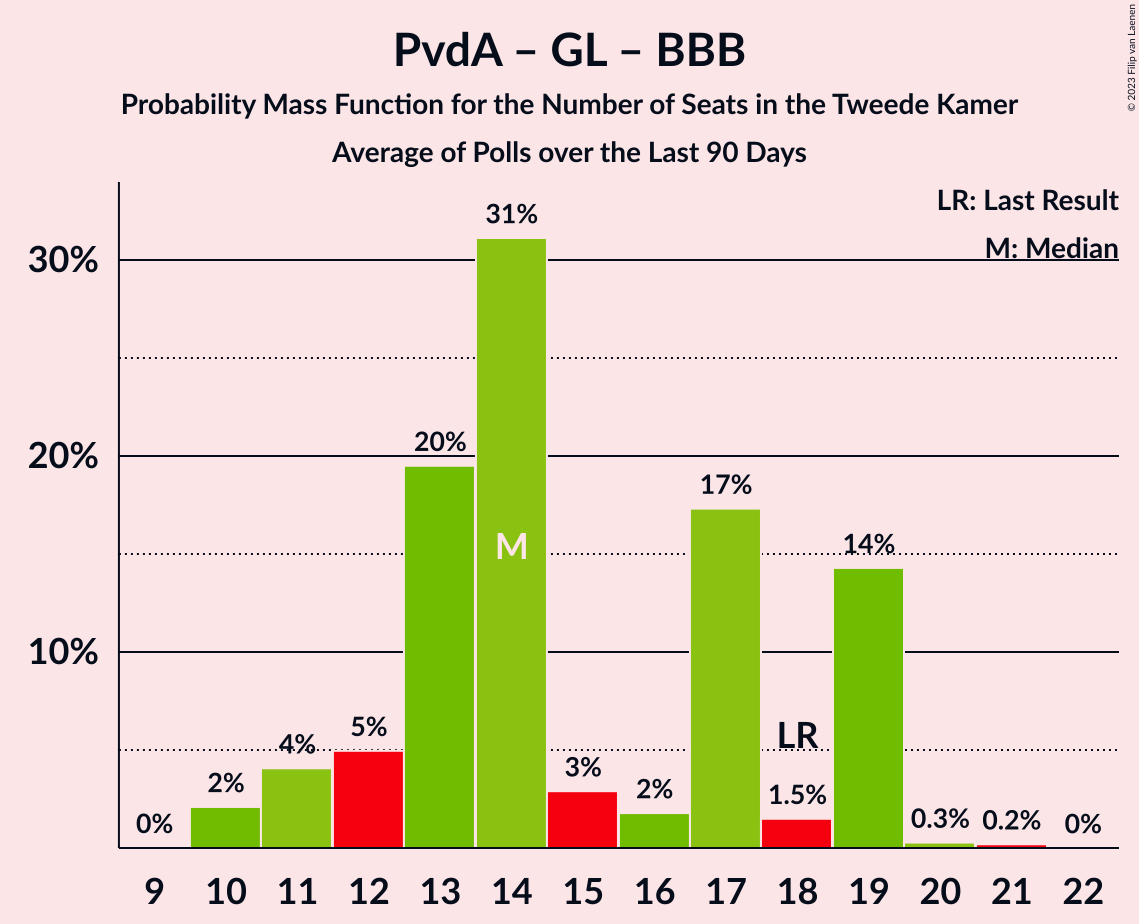 PvdA – GL – BBB
Probability Mass Function for the Number of Seats in the Tweede Kamer
Average of Polls over the Last 90 Days
© 2023 Filip van Laenen
LR: Last Result
M: Median
30%
20%
10%
0%
2%
4%
5%
20%
31%
M
3%
2%
17%
LR
1.5%
14%
0.3%
0.2%
0%
9 10 11 12 13 14 15 16 17 18 19 20 21 22